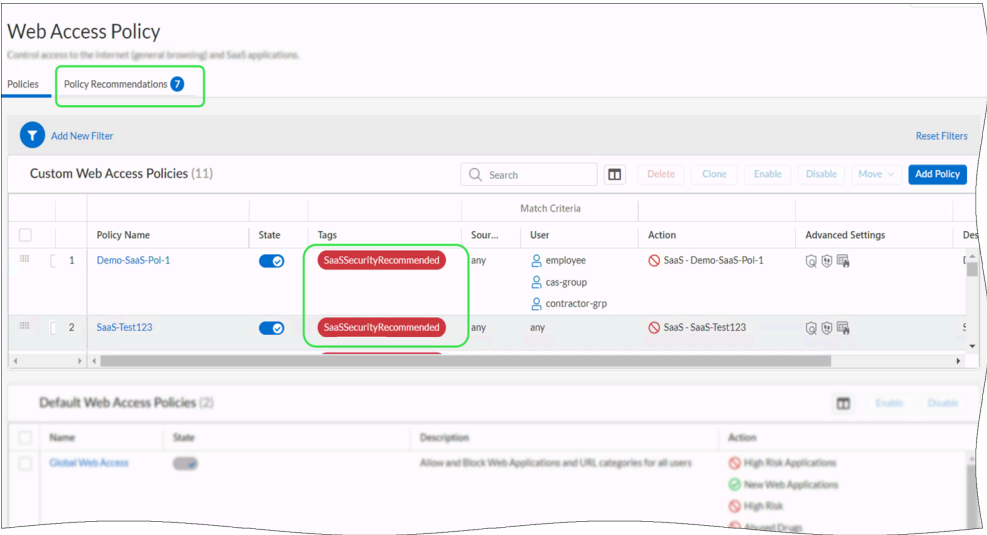 Web Access Policy
Control access to the internet (general browsing) and SaaS applications.
Policies
Policy Recommendations 7
Add New Filter
Reset Filters
Custom Web Access Policies (11)
Search
Delete
Clone
Enable
Disable
Move
Add Policy
Match Criteria
Policy Name
State
Tags
Sour...
User
Action
Advanced Settings
Des
1
Demo-SaaS-Pol-1
SaaSSecurityRecommended
any
employee
SaaS - Demo-SaaS-Pol-1
cas-group
contractor-grp
2
SaaS-Test123
SaaSSecurityRecommended
any
any
SaaS - SaaS-Test123
S
Default Web Access Policies (2)
Enable
Disable
Name
State
Description
Action
Global Web Access
Allow and Block Web Applications and URL categories for all users
High Risk Applications
New Web Applications
High Risk
Abused Drugs